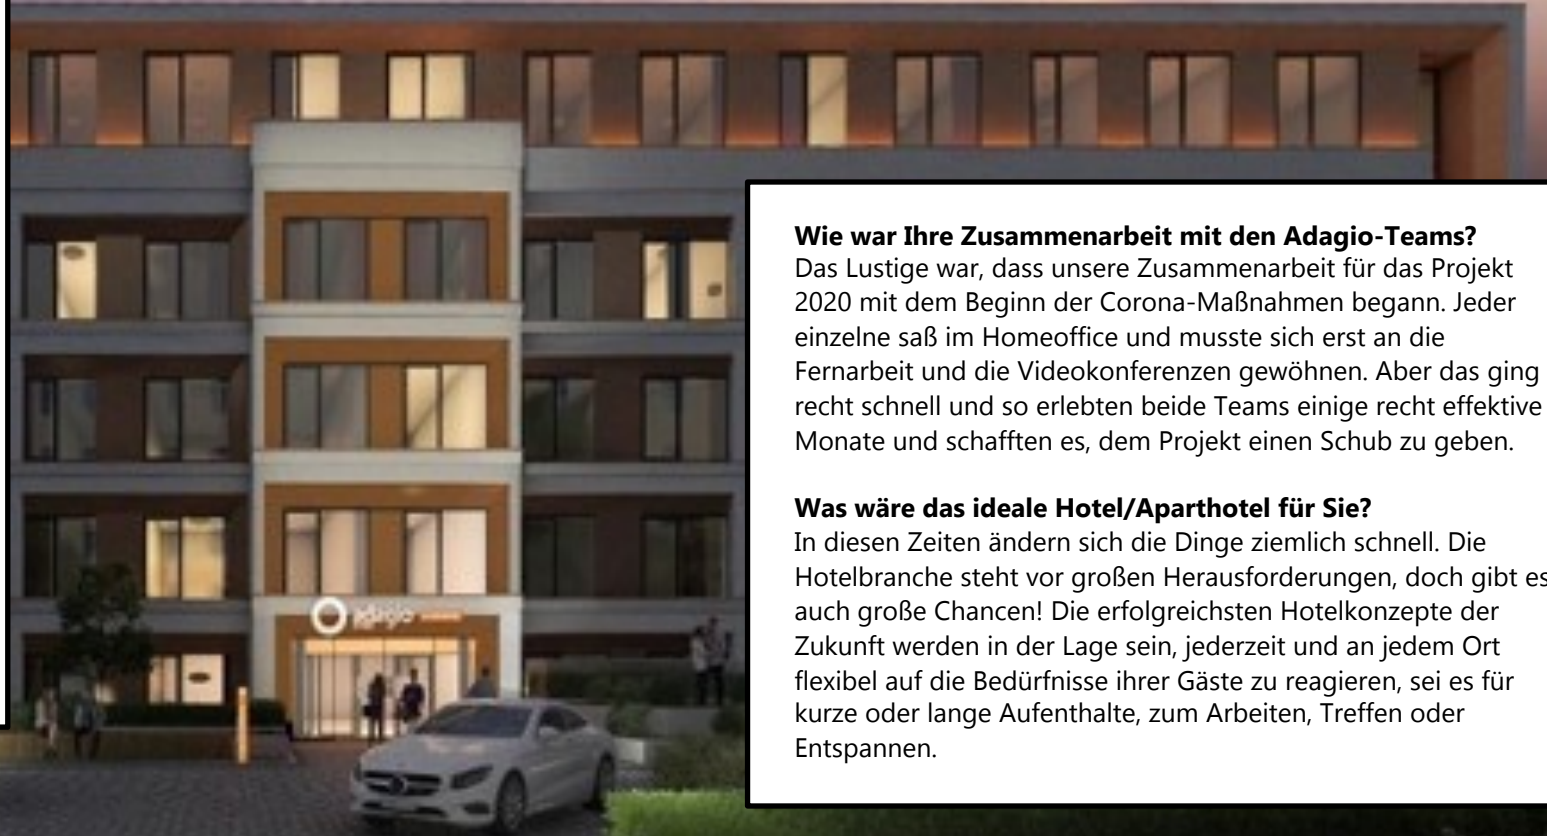 adagio
Wie war Ihre Zusammenarbeit mit den Adagio-Teams?
Das Lustige war, dass unsere Zusammenarbeit für das Projekt
2020 mit dem Beginn der Corona-Maßnahmen begann. Jeder
einzelne saß im Homeoffice und musste sich erst an die
Fernarbeit und die Videokonferenzen gewöhnen. Aber das ging
recht schnell und so erlebten beide Teams einige recht effektive
Monate und schafften es, dem Projekt einen Schub zu geben.
Was wäre das ideale Hotel/Aparthotel für Sie?
In diesen Zeiten ändern sich die Dinge ziemlich schnell. Die
Hotelbranche steht vor großen Herausforderungen, doch gibt es
auch große Chancen! Die erfolgreichsten Hotelkonzepte der
Zukunft werden in der Lage sein, jederzeit und an jedem Ort
flexibel auf die Bedürfnisse ihrer Gäste zu reagieren, sei es für
kurze oder lange Aufenthalte, zum Arbeiten, Treffen oder
Entspannen.